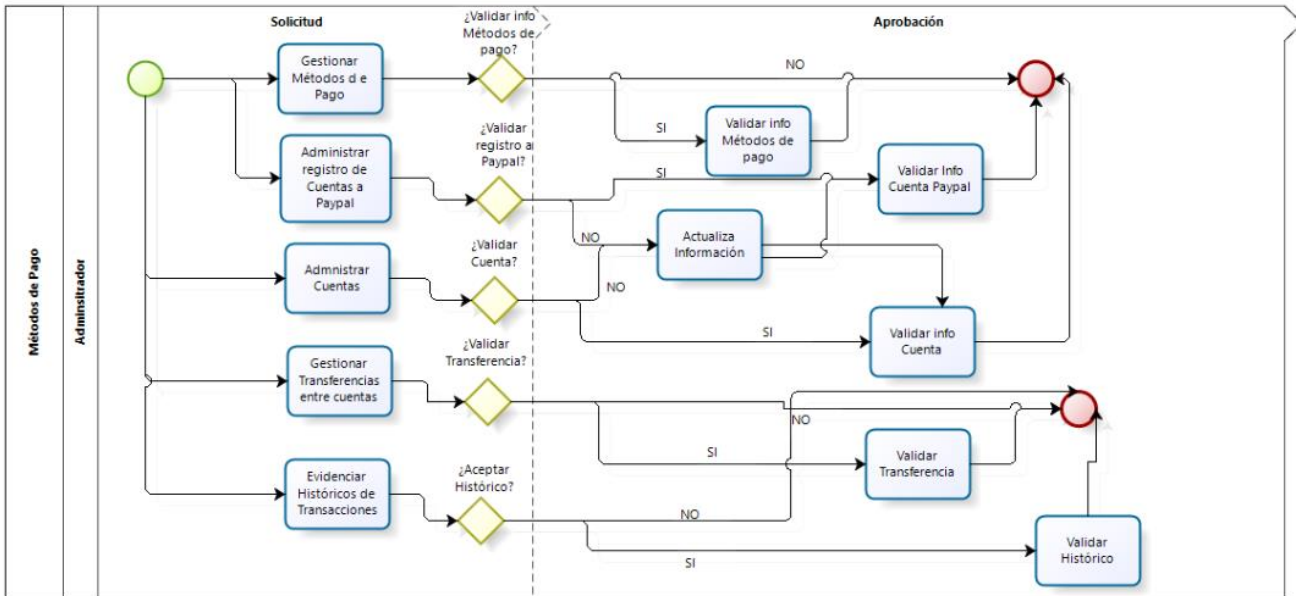 Métodos de Pago
Adminsitrador
Solicitud
Aprobación
¿Validar info
Métodos de
pago?
Gestionar
Métodos d e
Pago
NO
SI
Validar info
Métodos de
pago
¿Validar
registro a
Paypal?
Administrar
registro de
Cuentas a
Paypal
SI
Validar Info
Cuenta Paypal
NO
Actualiza
Información
¿Validar
Cuenta?
Admnistrar
Cuentas
NO
SI
Validar info
Cuenta
¿Validar
Transferencia?
Gestionar
Transferencias
entre cuentas
NO
SI
Validar
Transferencia
¿Aceptar
Histórico?
Evidenciar
Históricos de
Transacciones
NO
SI
Validar
Histórico